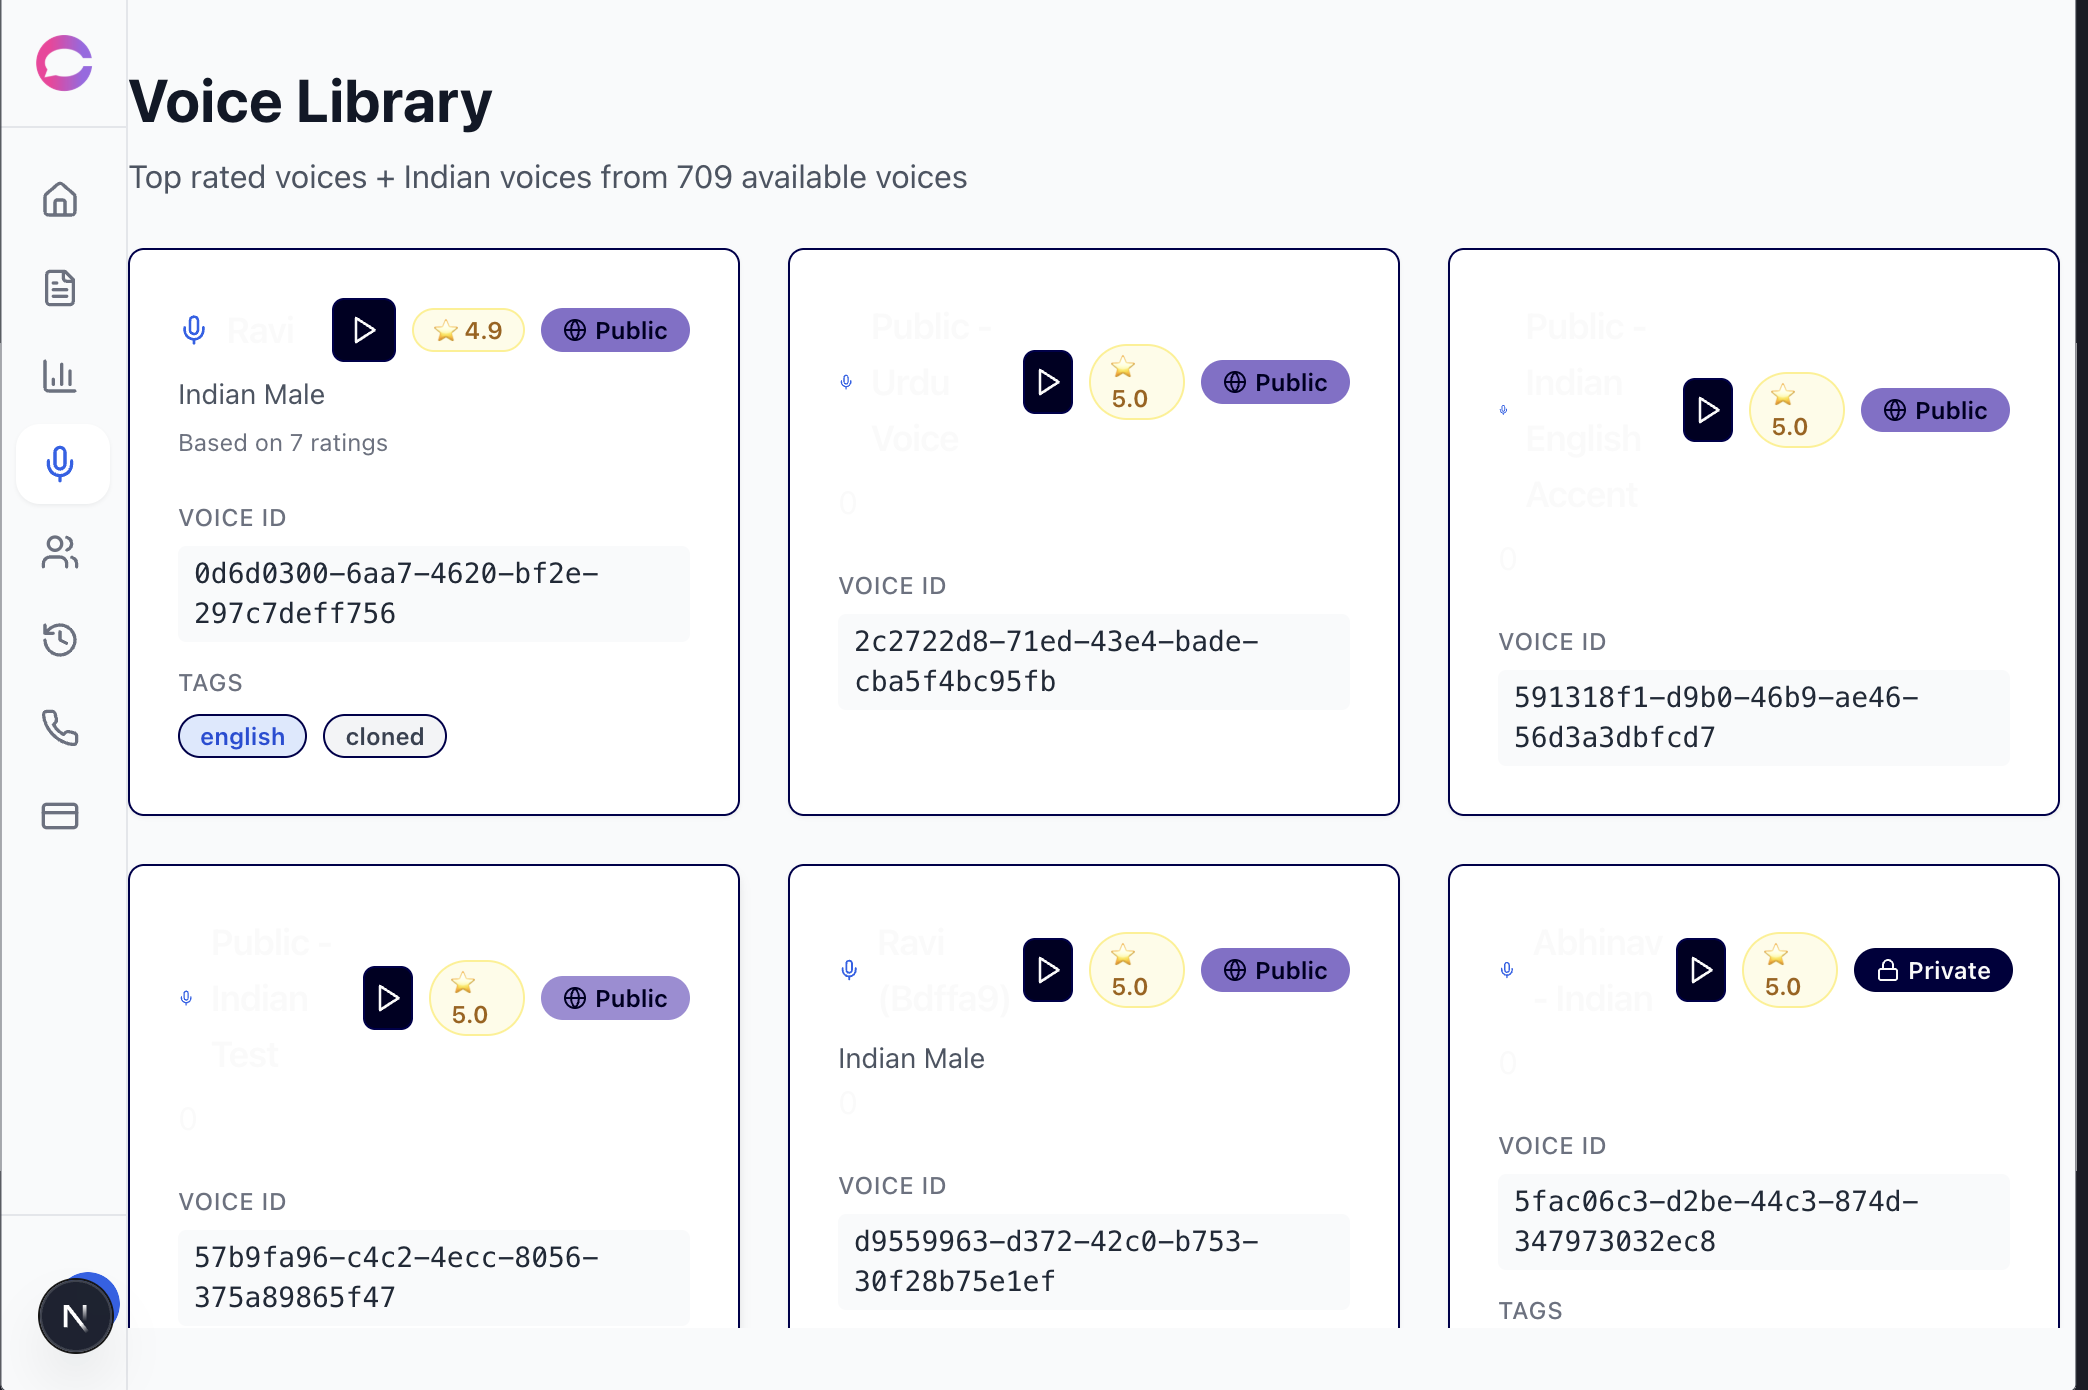 Voice Library
Top rated voices + Indian voices from 709 available voices
Ravi
4.9
Public
Indian Male
Based on 7 ratings
VOICE ID
0d6d0300-6aa7-4620-bf2e-
297c7deff756
TAGS
english
cloned
Public -
Urdu
Voice
5.0
Public
0
VOICE ID
2c2722d8-71ed-43e4-bade-
cba5f4bc95fb
Public -
Indian
English
Accent
5.0
Public
0
VOICE ID
591318f1-d9b0-46b9-ae46-
56d3a3dbfcd7
Public -
Indian
Test
5.0
Public
0
VOICE ID
57b9fa96-c4c2-4ecc-8056-
375a89865f47
Ravi
(Bdffa9)
5.0
Public
Indian Male
0
VOICE ID
d9559963-d372-42c0-b753-
30f28b75e1ef
Abhinav
- Indian
5.0
Private
0
VOICE ID
5fac06c3-d2be-44c3-874d-
347973032ec8
TAGS
N